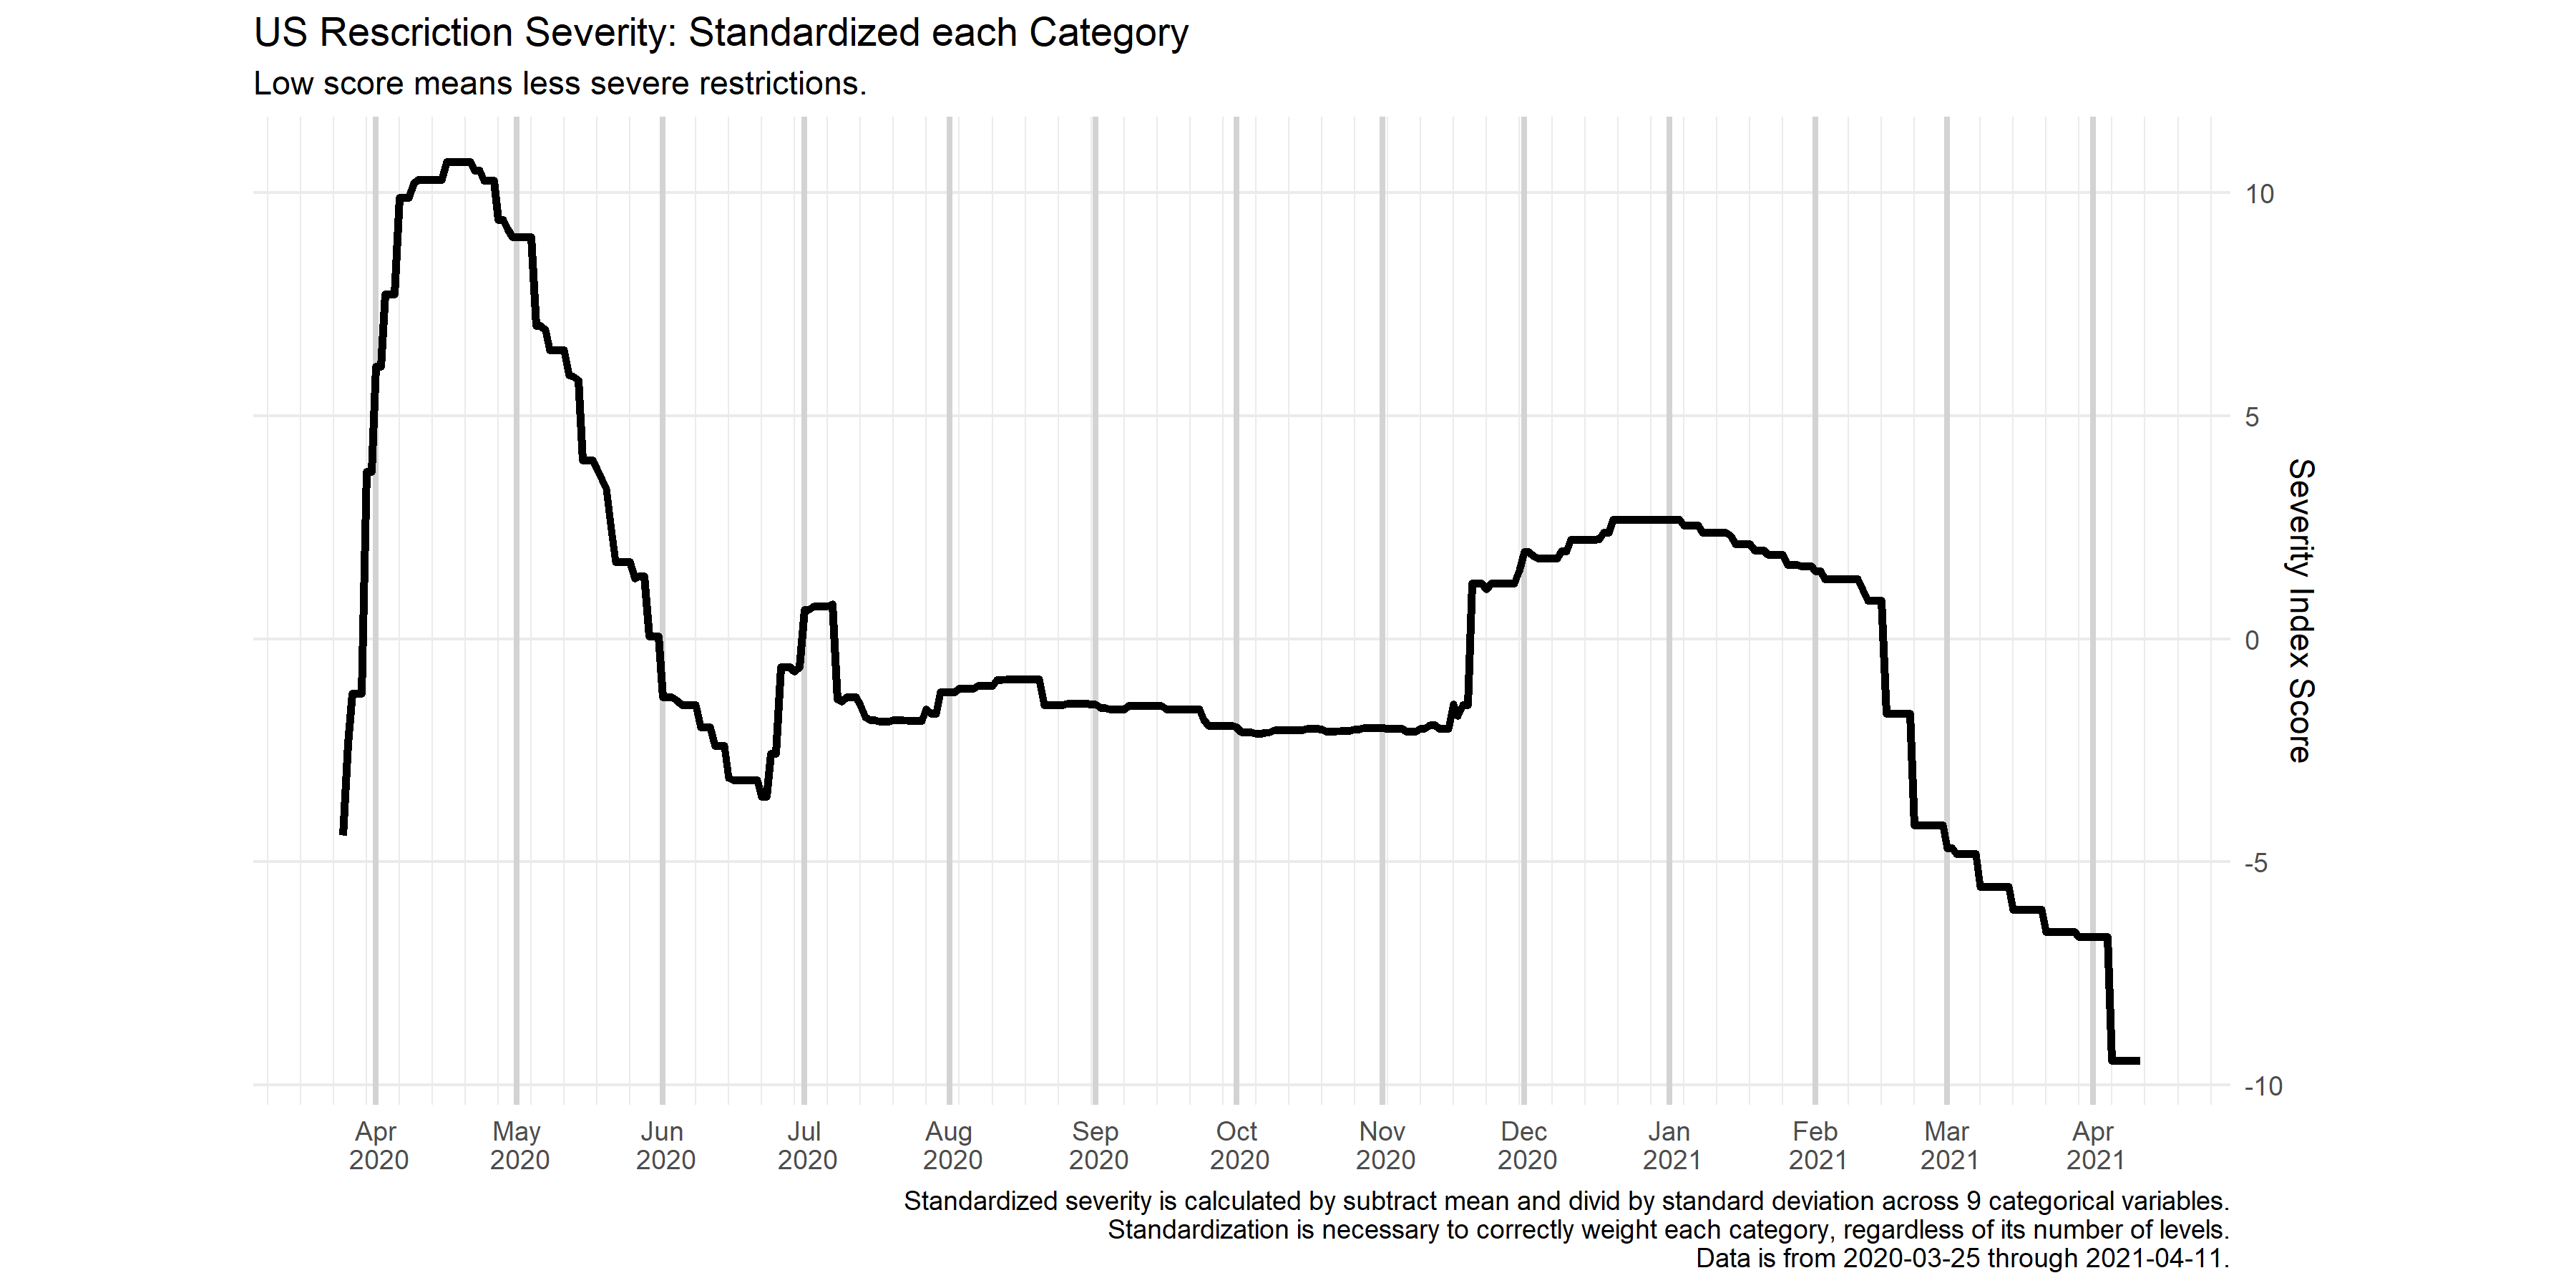 US Rescriction Severity: Standardized each Category
Low score means less severe restrictions.
10
5
0
-5
-10
Severity Index Score
Apr May Jun Jul Aug Sep Oct Nov Dec Jan Feb Mar Apr
2020 2020 2020 2020 2020 2020 2020 2020 2020 2021 2021 2021 2021
Standardized severity is calculated by subtract mean and divid by standard deviation across 9 categorical variables.
Standardization is necessary to correctly weight each category, regardless of its number of levels.
Data is from 2020-03-25 through 2021-04-11.